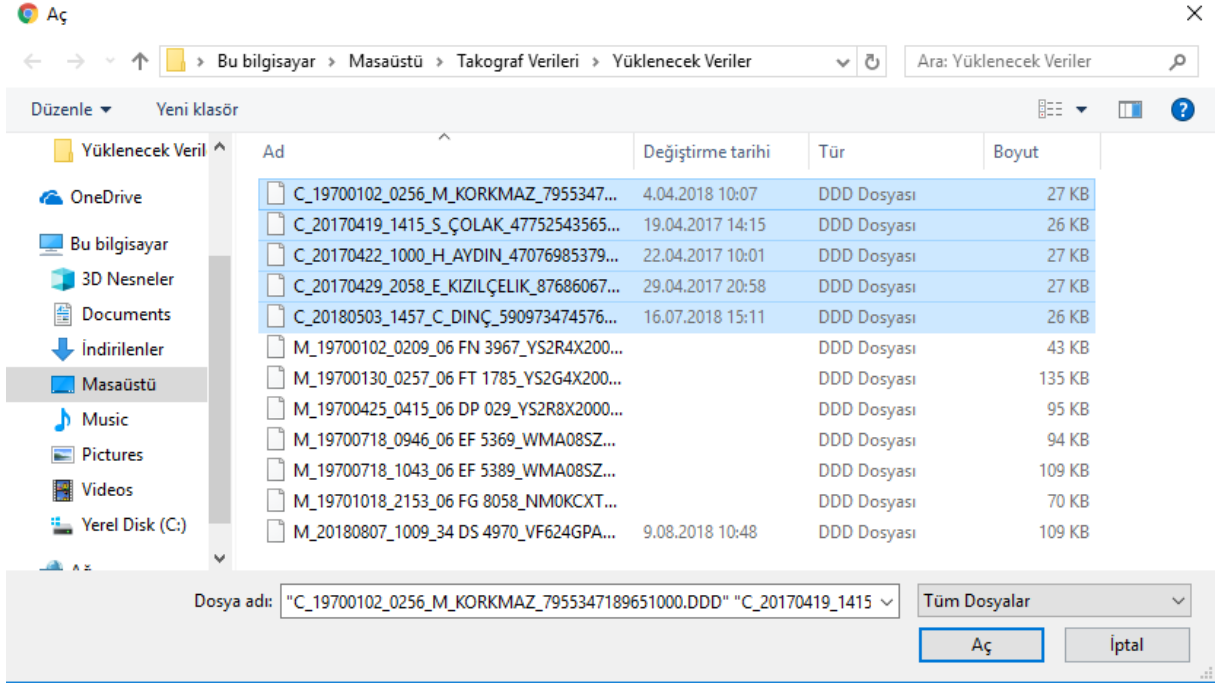 Aç
Bu bilgisayar > Masaüstü > Takograf Verileri > Yüklenecek Veriler
Ara: Yüklenecek Veriler
Düzenle Yeni klasör
?
Yüklenecek Veril
OneDrive
Bu bilgisayar
3D Nesneler
Documents
İndirilenler
Masaüstü
Music
Pictures
Videos
Yerel Disk (C:)
Ad Değiştirme tarihi Tür Boyut
C_19700102_0256_M_KORKMAZ_7955347... 4.04.2018 10:07 DDD Dosyası 27 KB
C_20170419_1415_S_ÇOLAK_47752543565... 19.04.2017 14:15 DDD Dosyası 26 KB
C_20170422_1000_H_AYDIN_47076985379... 22.04.2017 10:01 DDD Dosyası 27 KB
C_20170429_2058_E_KIZILÇELIK_87686067... 29.04.2017 20:58 DDD Dosyası 27 KB
C_20180503_1457_C_DINÇ_590973474576... 16.07.2018 15:11 DDD Dosyası 26 KB
M_19700102_0209_06 FN 3967_YS2R4X200... DDD Dosyası 43 KB
M_19700130_0257_06 FT 1785_YS2G4X200... DDD Dosyası 135 KB
M_19700425_0415_06 DP 029_YS2R8X2000... DDD Dosyası 95 KB
M_19700718_0946_06 EF 5369_WMA08SZ... DDD Dosyası 94 KB
M_19700718_1043_06 EF 5389_WMA08SZ... DDD Dosyası 109 KB
M_19701018_2153_06 FG 8058_NM0KCXT... DDD Dosyası 70 KB
M_20180807_1009_34 DS 4970_VF624GPA... 9.08.2018 10:48 DDD Dosyası 109 KB
Dosya adı: "C_19700102_0256_M_KORKMAZ_7955347189651000.DDD" "C_20170419_1415
Tüm Dosyalar
Aç İptal